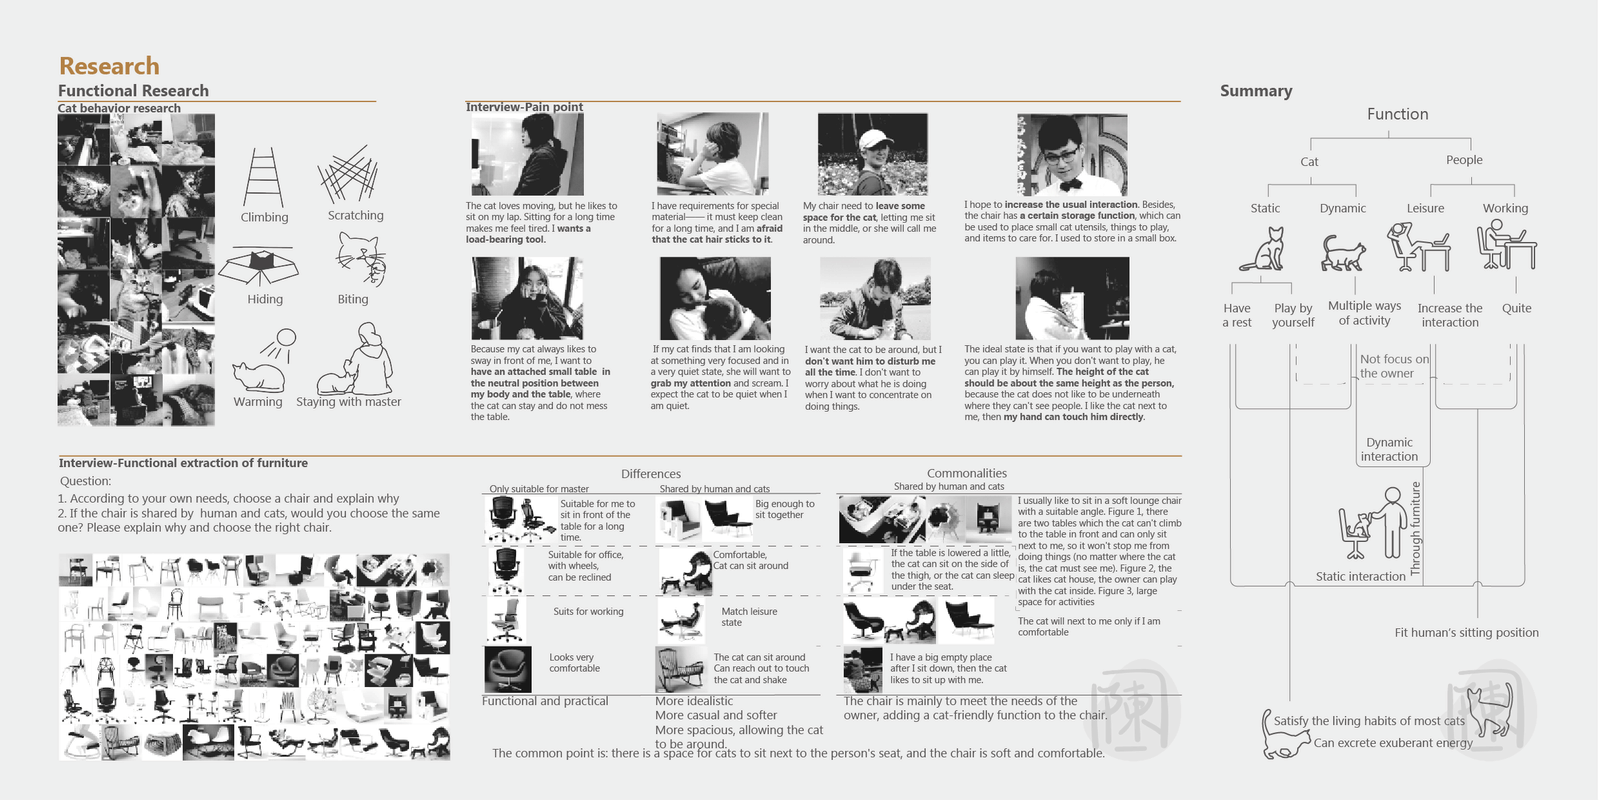 Research
Functional Research
Cat behavior research
Climbing
Scratching
Hiding
Biting
Warming
Staying with master
Interview-Pain point
The cat loves moving, but he likes to
sit on my lap. Sitting for a long time
makes me feel tired. I wants a
load-bearing tool.
I have requirements for special
material—— it must keep clean
for a long time, and I am afraid
that the cat hair sticks to it.
My chair need to leave some
space for the cat, letting me sit
in the middle, or she will call me
around.
I hope to increase the usual interaction. Besides,
the chair has a certain storage function, which can
be used to place small cat utensils, things to play,
and items to care for. I used to store in a small box.
Because my cat always likes to
sway in front of me, I want to
have an attached small table in
the neutral position between
my body and the table, where
the cat can stay and do not mess
the table.
If my cat finds that I am looking
at something very focused and in
a very quiet state, she will want to
grab my attention and scream. I
expect the cat to be quiet when I
am quiet.
I want the cat to be around, but I
don't want him to disturb me
all the time. I don't want to
worry about what he is doing
when I want to concentrate on
doing things.
The ideal state is that if you want to play with a cat,
you can play it. When you don't want to play, he
can play it by himself. The height of the cat
should be about the same height as the person,
because the cat does not like to be underneath
where they can't see people. I like the cat next to
me, then my hand can touch him directly.
Interview-Functional extraction of furniture
Question:
1. According to your own needs, choose a chair and explain why
2. If the chair is shared by human and cats, would you choose the same
one? Please explain why and choose the right chair.
Differences
Only suitable for master
Shared by human and cats
Suitable for me to
sit in front of the
table for a long
time.
Big enough to
sit together
Suitable for office,
with wheels,
can be reclined
Comfortable,
Cat can sit around
Suits for working
Match leisure
state
Looks very
comfortable
The cat can sit around
Can reach out to touch
the cat and shake
Functional and practical
More idealistic
More casual and softer
More spacious, allowing the cat
to be around.
Commonalities
Shared by human and cats
I usually like to sit in a soft lounge chair
with a suitable angle. Figure 1, there
are two tables which the cat can't climb
to the table in front and can only sit
next to me, so it won't stop me from
doing things (no matter where the cat
is, the cat must see me). Figure 2, the
cat likes cat house, the owner can play
with the cat inside. Figure 3, large
space for activities
If the table is lowered a little,
the cat can sit on the side of
the thigh, or the cat can sleep
under the seat.
The cat will next to me only if I am
comfortable
I have a big empty place
after I sit down, then the cat
likes to sit up with me.
The chair is mainly to meet the needs of the
owner, adding a cat-friendly function to the chair.
The common point is: there is a space for cats to sit next to the person's seat, and the chair is soft and comfortable.
陳
Summary
Function
Cat
People
Static
Dynamic
Leisure
Working
Have
a rest
Play by
yourself
Multiple ways
of activity
Increase the
interaction
Quite
Not focus on
the owner
Dynamic
interaction
Through furniture
Static interaction
Fit human's sitting position
Satisfy the living habits of most cats
Can excrete exuberant energy